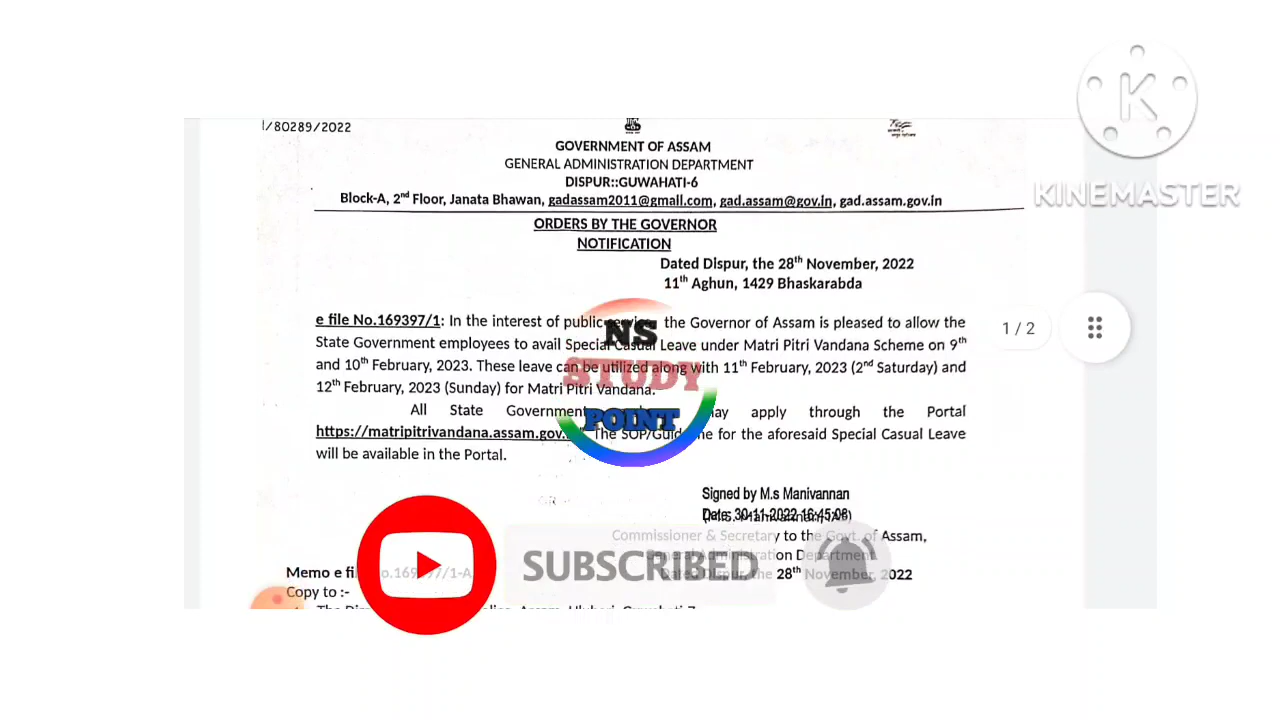 I/80289/2022
KINEMASTER
GOVERNMENT OF ASSAM
GENERAL ADMINISTRATION DEPARTMENT
DISPUR::GUWAHATI-6
Block-A, 2nd Floor, Janata Bhawan, gadassam2011@gmall.com, gad.assam@gov.in, gad.assam.gov.in
ORDERS BY THE GOVERNOR
NOTIFICATION
Dated Dispur, the 28th November, 2022
11th Aghun, 1429 Bhaskarabda
e file No.169397/1: In the interest of public the Governor of Assam is pleased to allow the
State Government employees to avail Special Casual Leave under Matri Pitri Vandana Scheme on 9th
and 10th February, 2023. These leave can be utilized along with 11th February, 2023 (2nd Saturday) and
12th February, 2023 (Sunday) for Matri Pitri Vandana.
All State Government may apply through the Portal
https://matripitrivandana.assam.gov. The SOP/Guideline for the aforesaid Special Casual Leave
will be available in the Portal.
NS
STUDY
POINT
1 / 2
Signed by M.s Manivannan
Date 30-11-2022 16:45:08
Commissioner & Secretary to the Govt. of Assam,
General Administration Department
Dated Dispur, the 28th November, 2022
SUBSCRIBED
Memo e fi
Copy to :-